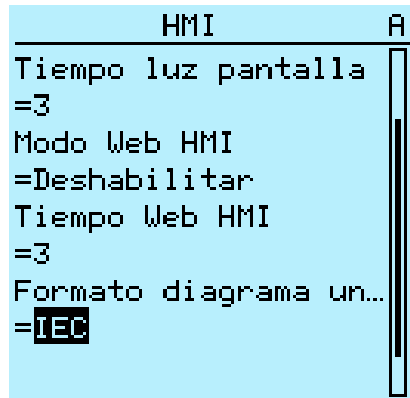 HMI A
Tiempo luz pantalla
=3
Modo Web HMI
=Deshabilitar
Tiempo Web HMI
=3
Formato diagrama un…
=IEC